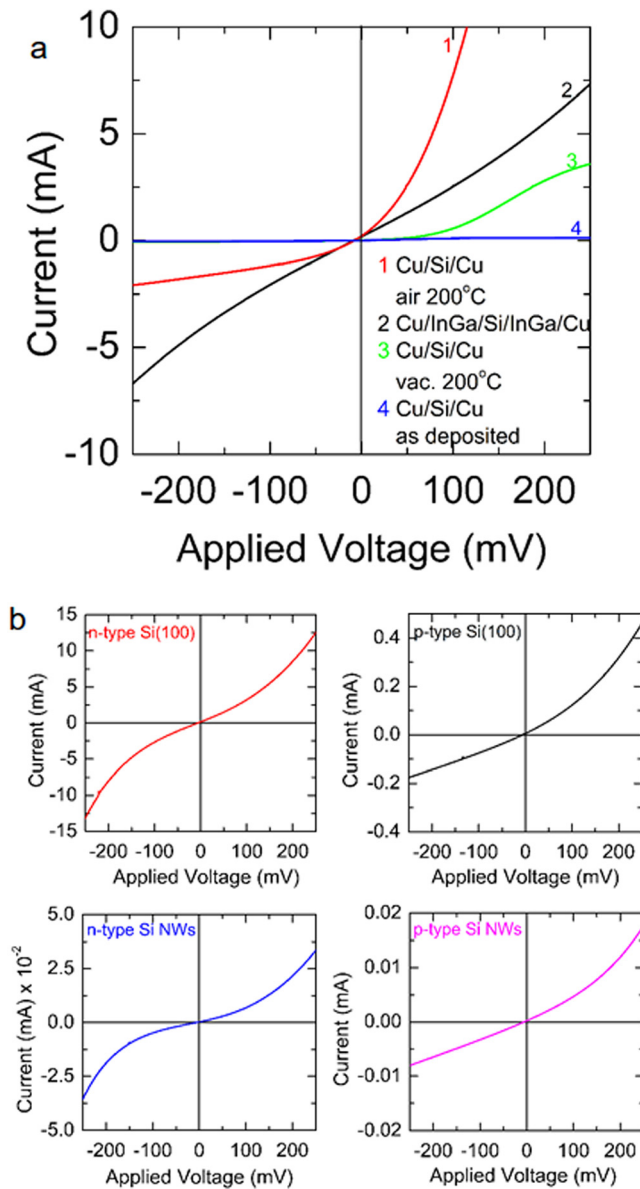 a
10
5
0
-5
-10
Current (mA)
1
2
3
4
1 Cu/Si/Cu
air 200°C
2 Cu/InGa/Si/InGa/Cu
3 Cu/Si/Cu
vac. 200°C
4 Cu/Si/Cu
as deposited
-200 -100 0 100 200
Applied Voltage (mV)
b
n-type Si(100)
15
10
5
0
-5
-10
-15
Current (mA)
-200 -100 0 100 200
Applied Voltage (mV)
p-type Si(100)
0.4
0.2
0.0
-0.2
-0.4
Current (mA)
-200 -100 0 100 200
Applied Voltage (mV)
n-type Si NWs
5.0
2.5
0.0
-2.5
-5.0
Current (mA) x 10⁻²
-200 -100 0 100 200
Applied Voltage (mV)
p-type Si NWs
0.02
0.01
0.00
-0.01
-0.02
Current (mA)
-200 -100 0 100 200
Applied Voltage (mV)